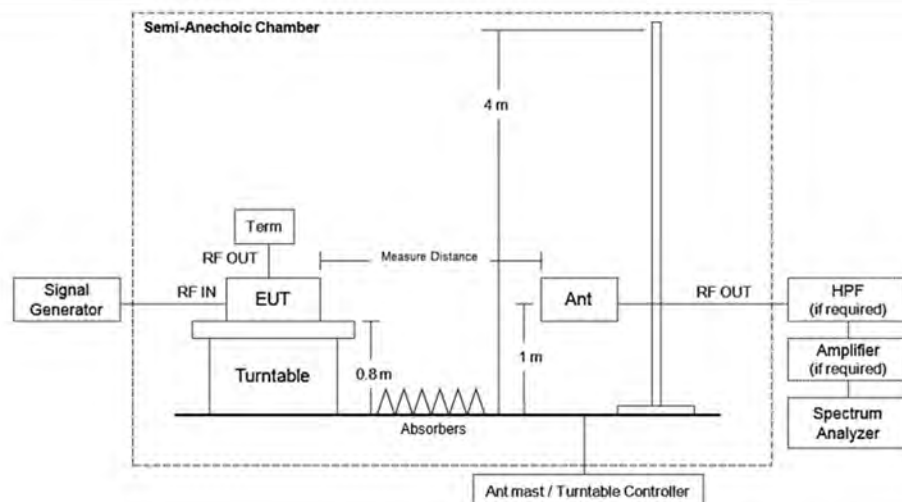 Semi-Anechoic Chamber
4 m
Term
RF OUT
Measure Distance
Signal
Generator
RF IN
EUT
Ant
RF OUT
HPF
(if required)
Turntable
0.8 m
1 m
Amplifier
(if required)
Absorbers
Spectrum
Analyzer
Ant mast / Turntable Controller